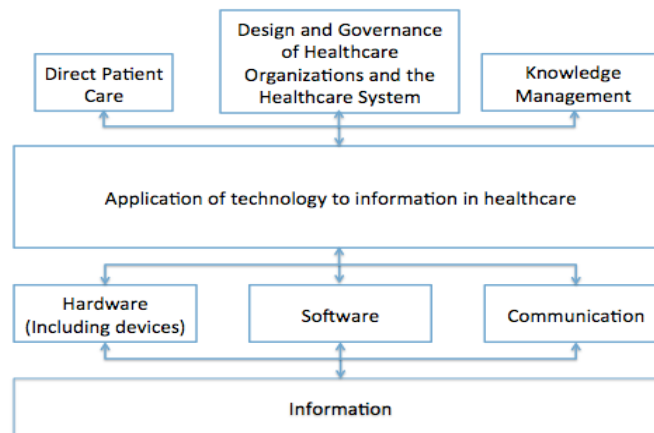 Design and Governance
of Healthcare
Organizations and the
Healthcare System
Direct Patient
Care
Knowledge
Management
Application of technology to information in healthcare
Hardware
(Including devices)
Software
Communication
Information